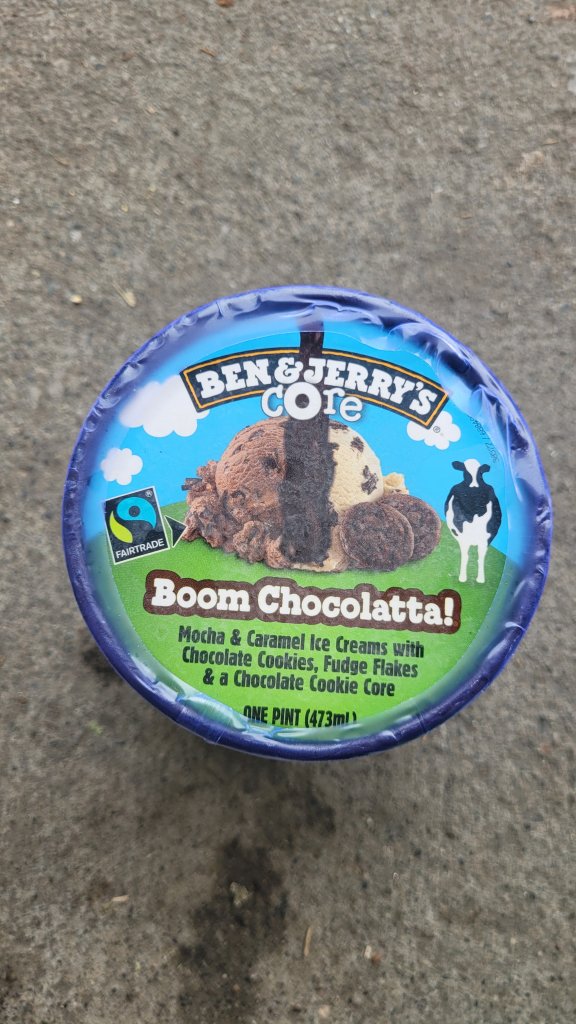 BEN & JERRY'S
core
FAIRTRADE
Boom Chocolatta!
Mocha & Caramel Ice Creams with
Chocolate Cookies, Fudge Flakes
& a Chocolate Cookie Core
ONE PINT (473mL)